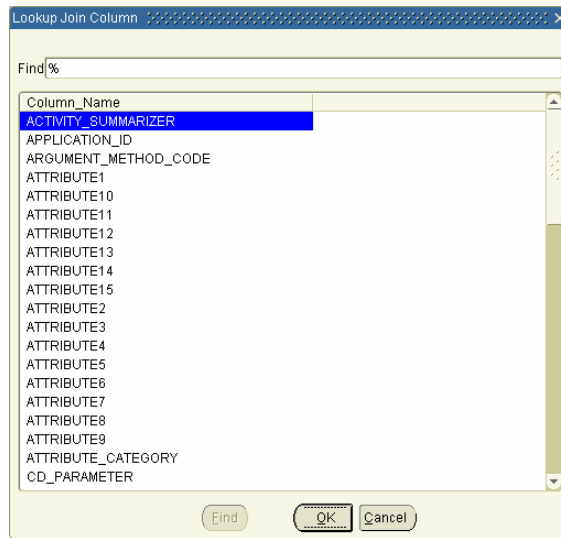 Lookup Join Column
Find %
Column_Name
ACTIVITY_SUMMARIZER
APPLICATION_ID
ARGUMENT_METHOD_CODE
ATTRIBUTE1
ATTRIBUTE10
ATTRIBUTE11
ATTRIBUTE12
ATTRIBUTE13
ATTRIBUTE14
ATTRIBUTE15
ATTRIBUTE2
ATTRIBUTE3
ATTRIBUTE4
ATTRIBUTE5
ATTRIBUTE6
ATTRIBUTE7
ATTRIBUTE8
ATTRIBUTE9
ATTRIBUTE_CATEGORY
CD_PARAMETER
Find OK Cancel